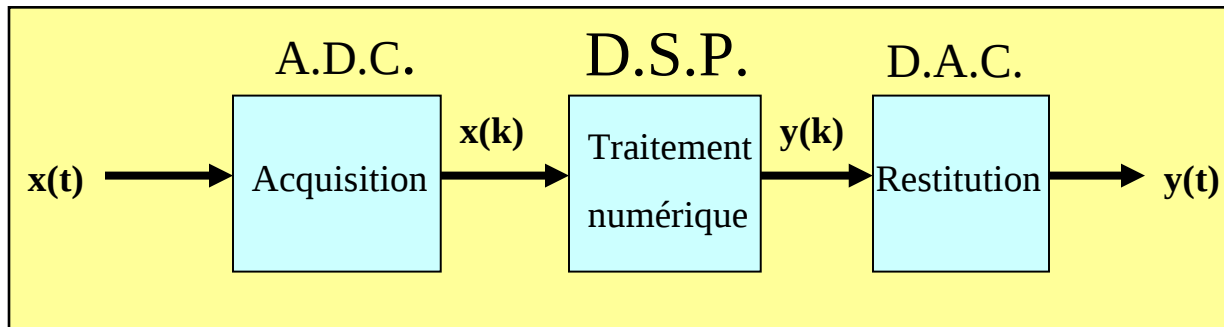 A.D.C.
D.S.P.
D.A.C.
x(t)
Acquisition
x(k)
Traitement
numérique
y(k)
Restitution
y(t)